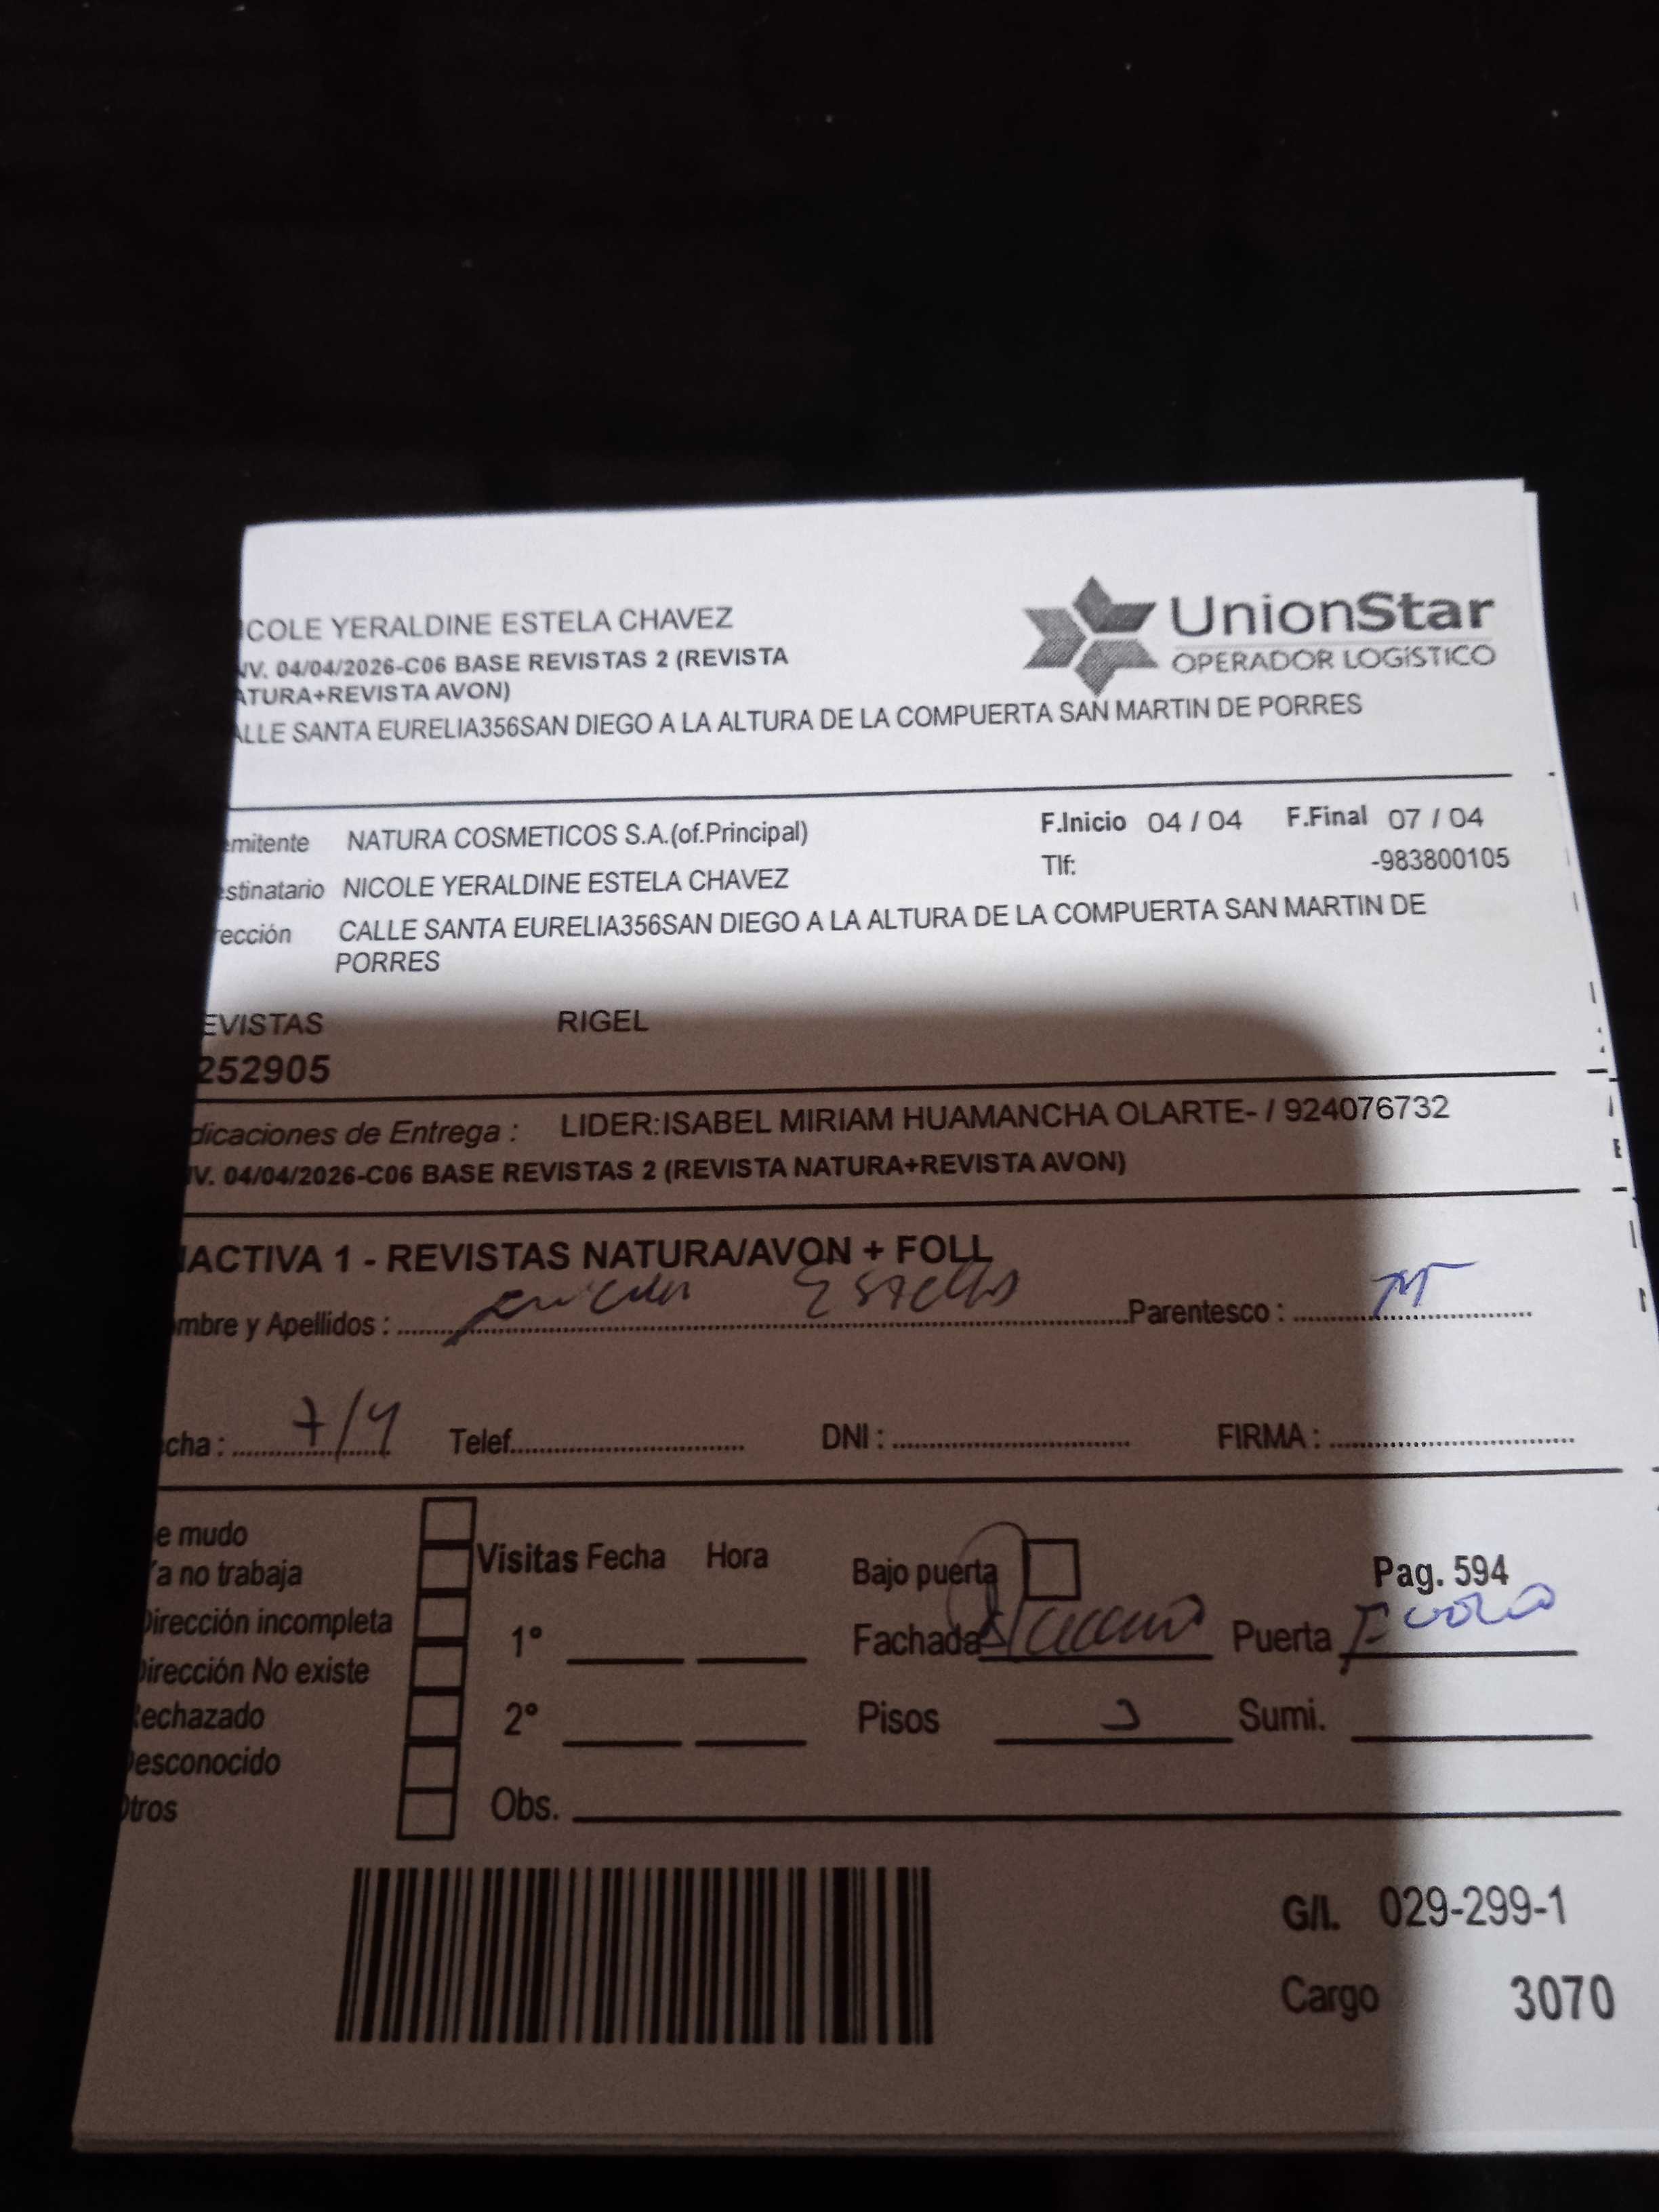 COLE YERALDINE ESTELA CHAVEZ
UnionStar
OPERADOR LOGISTICO
V. 04/04/2026-C06 BASE REVISTAS 2 (REVISTA
ATURA+REVISTA AVON)
ALLE SANTA EURELIA356SAN DIEGO A LA ALTURA DE LA COMPUERTA SAN MARTIN DE PORRES
emitente NATURA COSMETICOS S.A.(of.Principal) F.Inicio 04 / 04 F.Final 07 / 04
Tlf: -983800105
estinatario NICOLE YERALDINE ESTELA CHAVEZ
rección CALLE SANTA EURELIA356SAN DIEGO A LA ALTURA DE LA COMPUERTA SAN MARTIN DE
PORRES
EVISTAS RIGEL
252905
dicaciones de Entrega : LIDER:ISABEL MIRIAM HUAMANCHA OLARTE- / 924076732
V. 04/04/2026-C06 BASE REVISTAS 2 (REVISTA NATURA+REVISTA AVON)
ACTIVA 1 - REVISTAS NATURA/AVON + FOLL
mbre y Apellidos : Parentesco :
cha : 7/4 Telef. DNI : FIRMA :
e mudo
a no trabaja
Dirección incompleta
Dirección No existe
Rechazado
Desconocido
Otros
Visitas Fecha Hora
1°
2°
Obs.
Bajo puerta Pag. 594
Fachada Puerta
Pisos Sumi.
G/L 029-299-1
Cargo 3070